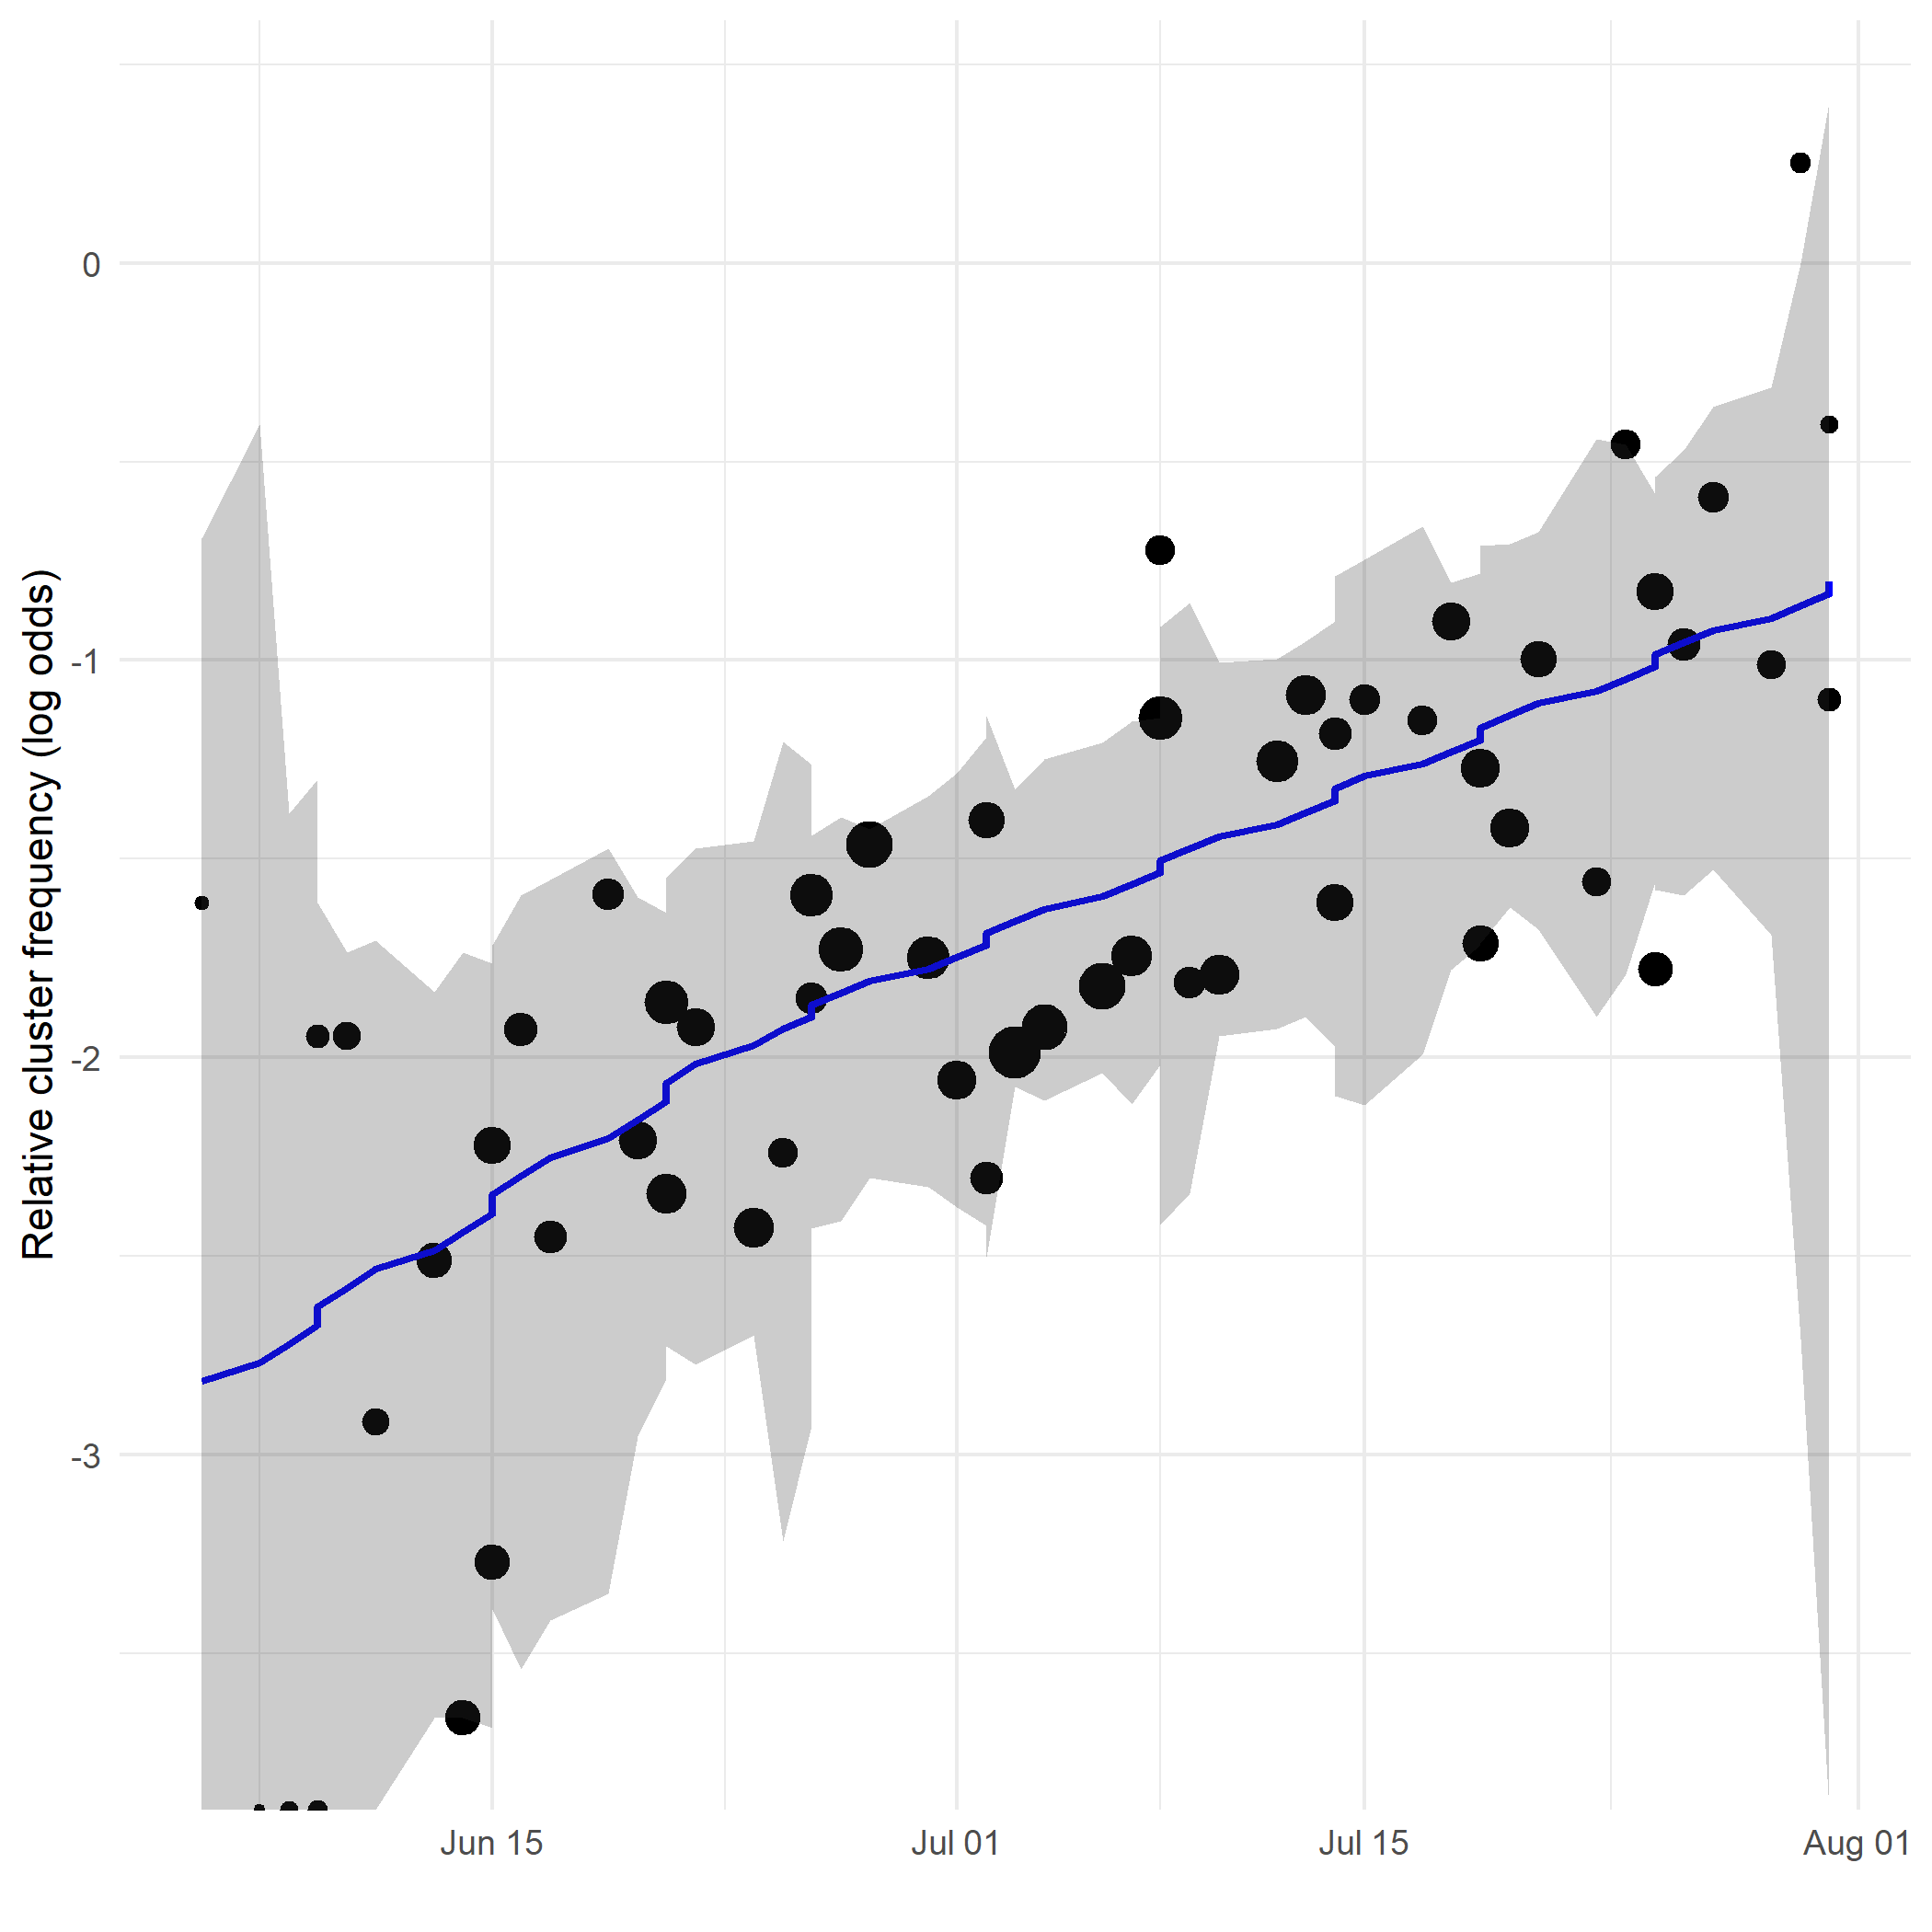 Relative cluster frequency (log odds)
0
-1
-2
-3
Jun 15
Jul 01
Jul 15
Aug 01